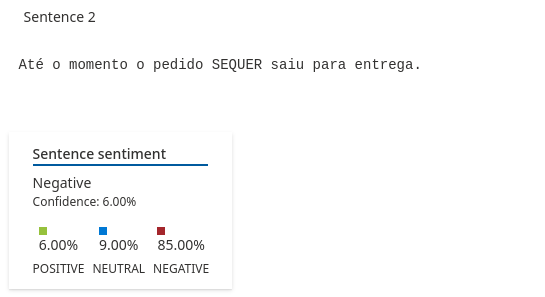 Sentence 2
Até o momento o pedido SEQUER saiu para entrega.
Sentence sentiment
Negative
Confidence: 6.00%
6.00% 9.00% 85.00%
POSITIVE NEUTRAL NEGATIVE